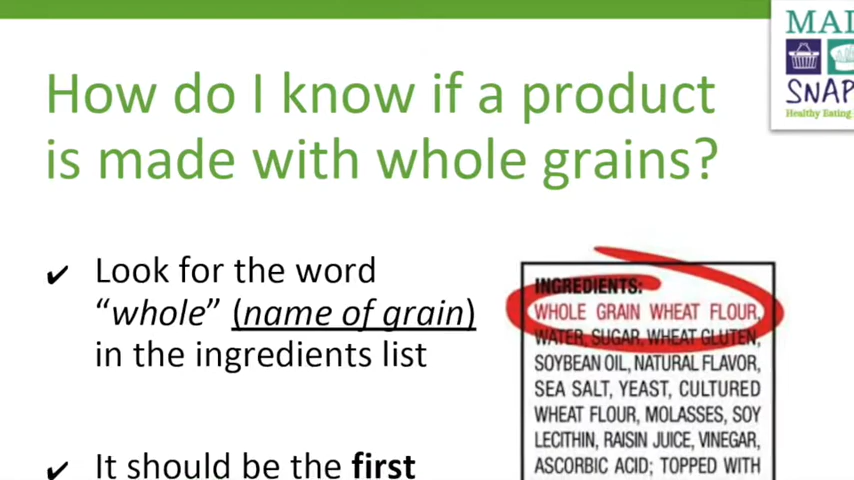 How do I know if a product
is made with whole grains?
✔ Look for the word
“whole” (name of grain)
in the ingredients list
✔ It should be the first
INGREDIENTS:
WHOLE GRAIN WHEAT FLOUR,
WATER, SUGAR, WHEAT GLUTEN,
SOYBEAN OIL, NATURAL FLAVOR,
SEA SALT, YEAST, CULTURED
WHEAT FLOUR, MOLASSES, SOY
LECITHIN, RAISIN JUICE, VINEGAR,
ASCORBIC ACID; TOPPED WITH
SNAP
Healthy Eating